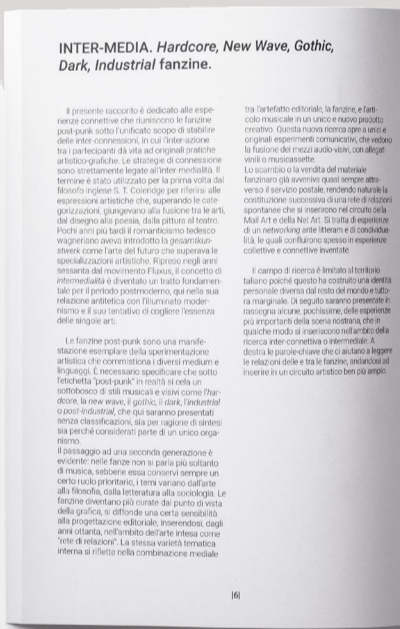 INTER-MEDIA. Hardcore, New Wave, Gothic,
Dark, Industrial fanzine.
Il presente racconto è dedicato alle espe-
rienze connettive che riuniscono le fanzine
post-punk sotto l'unificato scopo di stabilire
delle inter-connessioni, in cui l'inter-azione
tra i partecipanti dà vita ad originali pratiche
artistico-grafiche. Le strategie di connessione
sono strettamente legate all'inter-medialità. Il
termine è stato utilizzato per la prima volta dal
filosofo inglese S. T. Coleridge per riferirsi alle
espressioni artistiche che, superando le cate-
gorizzazioni, giungevano alla fusione tra le arti,
dal disegno alla poesia, dalla pittura al teatro.
Pochi anni più tardi il romanticismo tedesco
wagneriano aveva introdotto la gesamtkun-
stwerk come l'arte del futuro che superava le
specializzazioni artistiche. Ripreso negli anni
sessanta dal movimento Fluxus, il concetto di
intermedialità è diventato un tratto fondamen-
tale per il periodo postmoderno, qui nella sua
relazione antitetica con l'illuminato moder-
nismo e il suo tentativo di cogliere l'essenza
delle singole arti.
Le fanzine post-punk sono una manife-
stazione esemplare della sperimentazione
artistica che commistiona i diversi medium e
linguaggi. È necessario specificare che sotto
l'etichetta "post-punk" in realtà si cela un
sottobosco di stili musicali e visivi come l'har-
dcore, la new wave, il gothic, il dark, l'industrial
o post-industrial, che qui saranno presentati
senza classificazioni, sia per ragione di sintesi
sia perché considerati parte di un unico orga-
nismo.
Il passaggio ad una seconda generazione è
evidente: nelle fanze non si parla più soltanto
di musica, sebbene essa conservi sempre un
certo ruolo prioritario, i temi variano dall'arte
alla filosofia, dalla letteratura alla sociologia. Le
fanzine diventano più curate dal punto di vista
della grafica, si diffonde una certa sensibilità
alla progettazione editoriale, inserendosi, dagli
anni ottanta, nell'ambito dell'arte intesa come
"rete di relazioni". La stessa varietà tematica
interna si riflette nella combinazione mediale
tra l'artefatto editoriale, la fanzine, e l'arti-
colo musicale in un unico e nuovo prodotto
creativo. Questa nuova ricerca apre a unici e
originali esperimenti comunicativi, che vedono
la fusione dei mezzi audio-visivi, con allegati
vinili o musicassette.
Lo scambio o la vendita del materiale
fanzinaro già avveniva quasi sempre attra-
verso il servizio postale, rendendo naturale la
costituzione successiva di una rete di relazioni
spontanee che si inserirono nel circuito della
Mail Art e della Net Art. Si tratta di esperienze
di un networking ante litteram e di condividua-
lità, le quali confluirono spesso in esperienze
collettive e connettive inventate.
Il campo di ricerca è limitato al territorio
italiano poiché questo ha costituito una identità
personale diversa dal resto del mondo e tutto-
ra marginale. Di seguito saranno presentate in
rassegna alcune, pochissime, delle esperienze
più importanti della scena nostrana, che in
qualche modo si inseriscono nell'ambito della
ricerca inter-connettiva o intermediale. A
destra le parole-chiave che ci aiutano a leggere
le relazioni delle e tra le fanzine, andandosi ad
inserire in un circuito artistico ben più ampio.
|6|